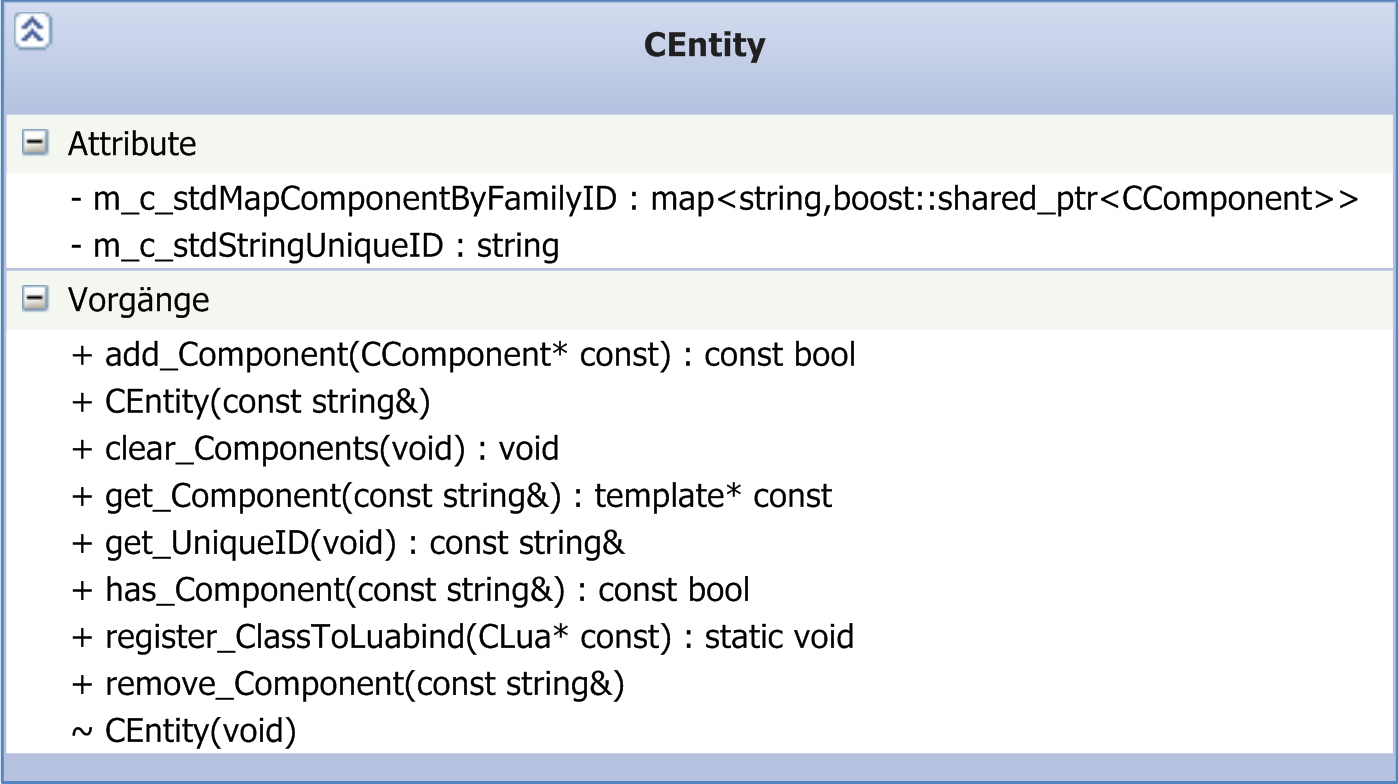 CEntity
Attribute
- m_c_stdMapComponentByFamilyID : map<string,boost::shared_ptr<CComponent>>
- m_c_stdStringUniqueID : string
Vorgänge
+ add_Component(CComponent* const) : const bool
+ CEntity(const string&)
+ clear_Components(void) : void
+ get_Component(const string&) : template* const
+ get_UniqueID(void) : const string&
+ has_Component(const string&) : const bool
+ register_ClassToLuabind(CLua* const) : static void
+ remove_Component(const string&)
~ CEntity(void)